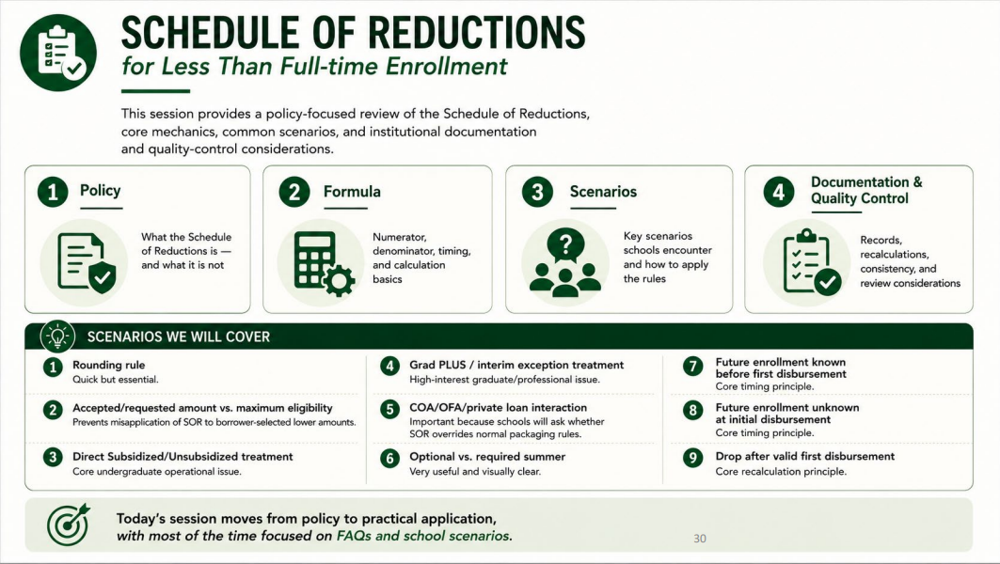 SCHEDULE OF REDUCTIONS
for Less Than Full-time Enrollment
This session provides a policy-focused review of the Schedule of Reductions,
core mechanics, common scenarios, and institutional documentation
and quality-control considerations.
1
Policy
What the Schedule
of Reductions is —
and what it is not
2
Formula
Numerator,
denominator, timing,
and calculation
basics
3
Scenarios
?
Key scenarios
schools encounter
and how to apply
the rules
4
Documentation &
Quality Control
Records,
recalculations,
consistency, and
review considerations
SCENARIOS WE WILL COVER
1
Rounding rule
Quick but essential.
2
Accepted/requested amount vs. maximum eligibility
Prevents misapplication of SOR to borrower-selected lower amounts.
3
Direct Subsidized/Unsubsidized treatment
Core undergraduate operational issue.
4
Grad PLUS / interim exception treatment
High-interest graduate/professional issue.
5
COA/OFA/private loan interaction
Important because schools will ask whether
SOR overrides normal packaging rules.
6
Optional vs. required summer
Very useful and visually clear.
7
Future enrollment known
before first disbursement
Core timing principle.
8
Future enrollment unknown
at initial disbursement
Core timing principle.
9
Drop after valid first disbursement
Core recalculation principle.
Today's session moves from policy to practical application,
with most of the time focused on FAQs and school scenarios.
30